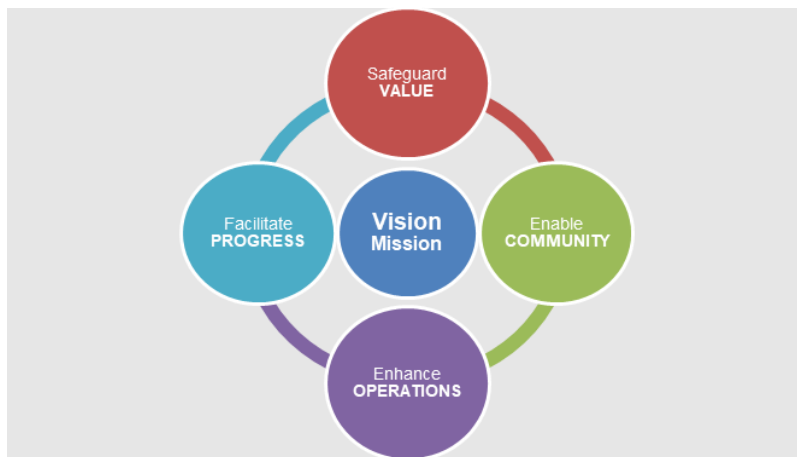 Safeguard
VALUE
Facilitate
PROGRESS
Vision
Mission
Enable
COMMUNITY
Enhance
OPERATIONS